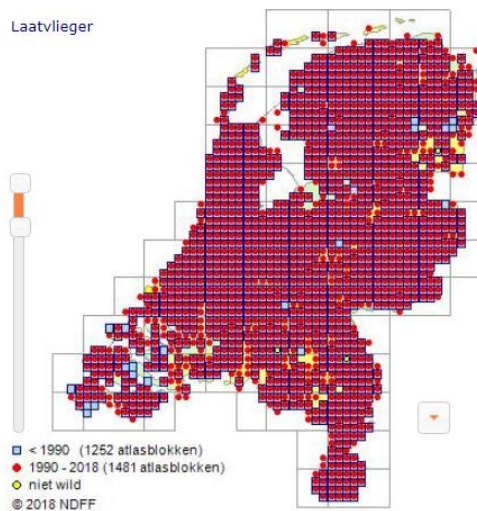 Laatvlieger
< 1990 (1252 atlasblokken)
1990 - 2018 (1481 atlasblokken)
niet wild
© 2018 NDFF